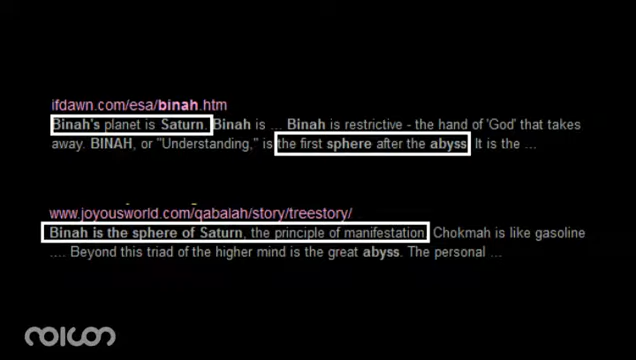 ifdawn.com/esa/binah.htm
Binah's planet is Saturn. Binah is ... Binah is restrictive - the hand of 'God' that takes
away. BINAH, or "Understanding," is the first sphere after the abyss. It is the ...
www.joyousworld.com/qabalah/story/treestory/
Binah is the sphere of Saturn, the principle of manifestation. Chokmah is like gasoline
.... Beyond this triad of the higher mind is the great abyss. The personal ...